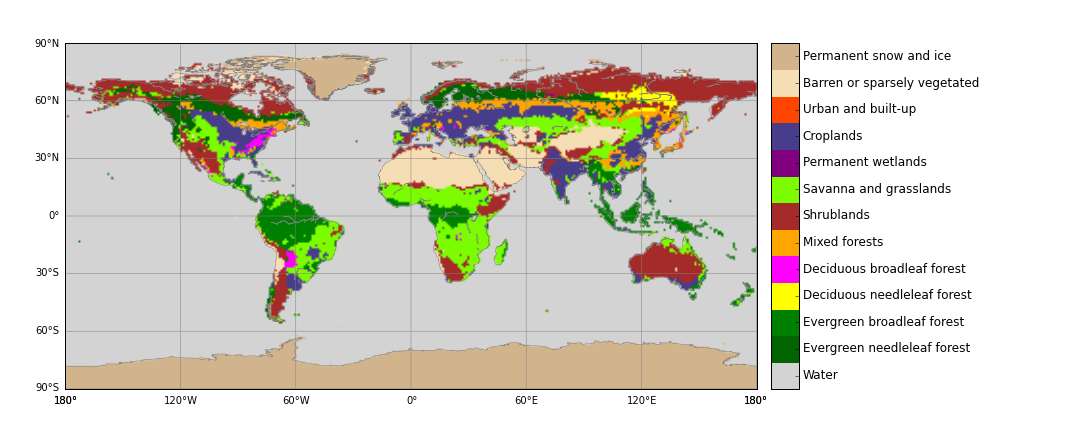 90°N
60°N
30°N
0°
30°S
60°S
90°S
180°
120°W
60°W
0°
60°E
120°E
180°
Permanent snow and ice
Barren or sparsely vegetated
Urban and built-up
Croplands
Permanent wetlands
Savanna and grasslands
Shrublands
Mixed forests
Deciduous broadleaf forest
Deciduous needleleaf forest
Evergreen broadleaf forest
Evergreen needleleaf forest
Water